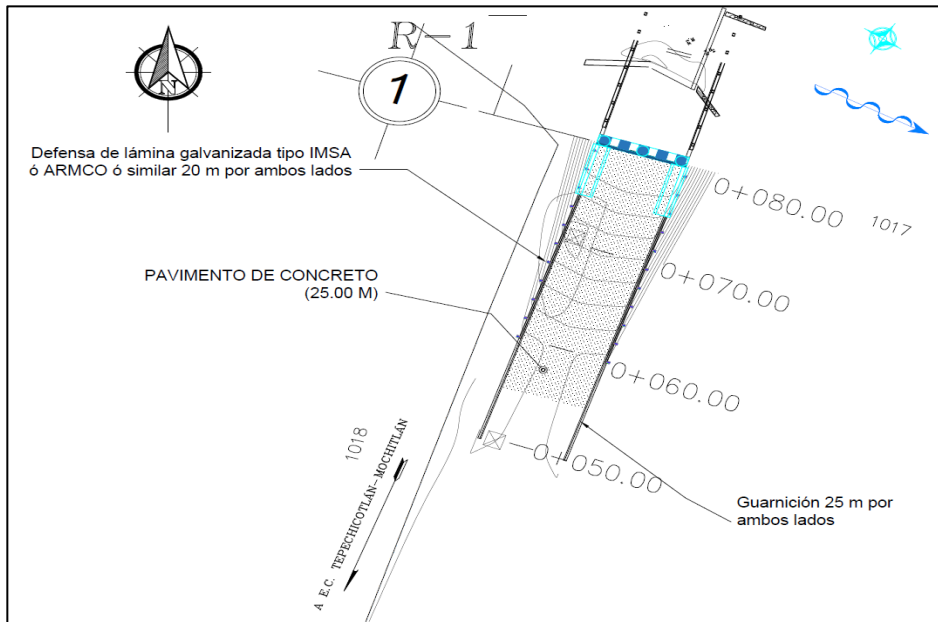 R-1
1
N
Defensa de lámina galvanizada tipo IMSA
ó ARMCO ó similar 20 m por ambos lados
0+080.00
1017
PAVIMENTO DE CONCRETO
(25.00 M)
0+070.00
0+060.00
1018
0+050.00
A E.C. TEPECHICOTLÁN-MOCHITLÁN
Guarnición 25 m por
ambos lados